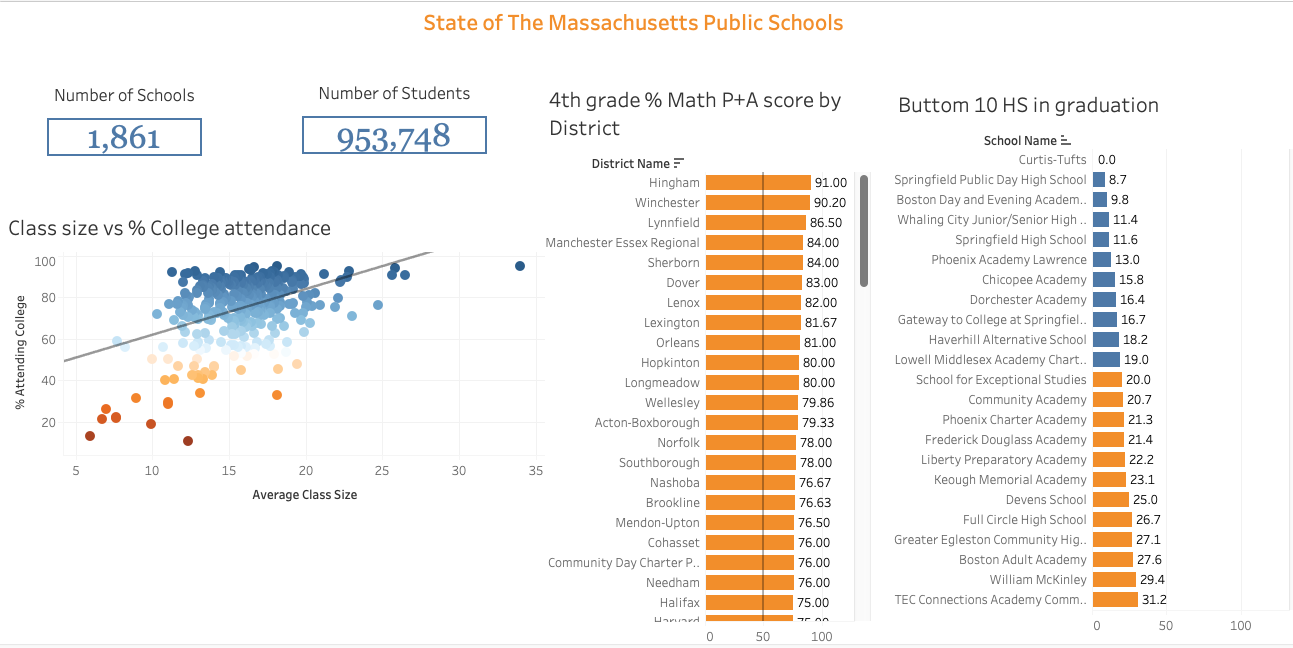 State of The Massachusetts Public Schools
Number of Schools
1,861
Number of Students
953,748
Class size vs % College attendance
% Attending College
100
80
60
40
20
5 10 15 20 25 30 35
Average Class Size
4th grade % Math P+A score by
District
District Name
Hingham 91.00
Winchester 90.20
Lynnfield 86.50
Manchester Essex Regional 84.00
Sherborn 84.00
Dover 83.00
Lenox 82.00
Lexington 81.67
Orleans 81.00
Hopkinton 80.00
Longmeadow 80.00
Wellesley 79.86
Acton-Boxborough 79.33
Norfolk 78.00
Southborough 78.00
Nashoba 76.67
Brookline 76.63
Mendon-Upton 76.50
Cohasset 76.00
Community Day Charter P.. 76.00
Needham 76.00
Halifax 75.00
Harvard 75.00
0 50 100
Buttom 10 HS in graduation
School Name
Curtis-Tufts 0.0
Springfield Public Day High School 8.7
Boston Day and Evening Academ.. 9.8
Whaling City Junior/Senior High .. 11.4
Springfield High School 11.6
Phoenix Academy Lawrence 13.0
Chicopee Academy 15.8
Dorchester Academy 16.4
Gateway to College at Springfiel.. 16.7
Haverhill Alternative School 18.2
Lowell Middlesex Academy Chart.. 19.0
School for Exceptional Studies 20.0
Community Academy 20.7
Phoenix Charter Academy 21.3
Frederick Douglass Academy 21.4
Liberty Preparatory Academy 22.2
Keough Memorial Academy 23.1
Devens School 25.0
Full Circle High School 26.7
Greater Egleston Community Hig.. 27.1
Boston Adult Academy 27.6
William McKinley 29.4
TEC Connections Academy Comm.. 31.2
0 50 100